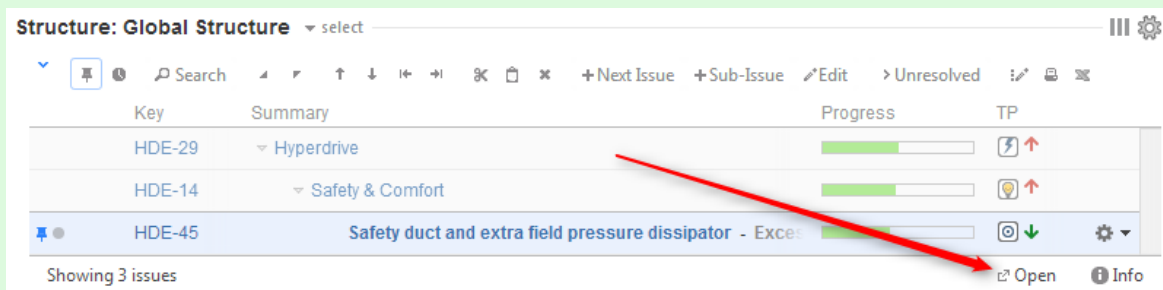 Structure: Global Structure select
Search +Next Issue +Sub-Issue Edit >Unresolved
Key Summary Progress TP
HDE-29 Hyperdrive
HDE-14 Safety & Comfort
HDE-45 Safety duct and extra field pressure dissipator - Exces
Showing 3 issues Open Info